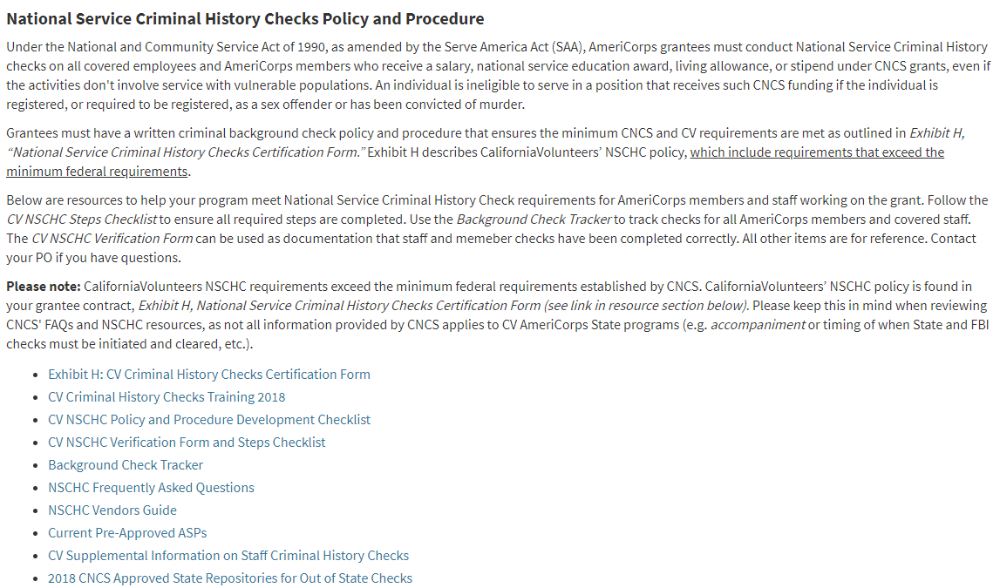 National Service Criminal History Checks Policy and Procedure
Under the National and Community Service Act of 1990, as amended by the Serve America Act (SAA), AmeriCorps grantees must conduct National Service Criminal History
checks on all covered employees and AmeriCorps members who receive a salary, national service education award, living allowance, or stipend under CNCS grants, even if
the activities don't involve service with vulnerable populations. An individual is ineligible to serve in a position that receives such CNCS funding if the individual is
registered, or required to be registered, as a sex offender or has been convicted of murder.
Grantees must have a written criminal background check policy and procedure that ensures the minimum CNCS and CV requirements are met as outlined in Exhibit H,
“National Service Criminal History Checks Certification Form.” Exhibit H describes CaliforniaVolunteers’ NSCHC policy, which include requirements that exceed the
minimum federal requirements.
Below are resources to help your program meet National Service Criminal History Check requirements for AmeriCorps members and staff working on the grant. Follow the
CV NSCHC Steps Checklist to ensure all required steps are completed. Use the Background Check Tracker to track checks for all AmeriCorps members and covered staff.
The CV NSCHC Verification Form can be used as documentation that staff and memeber checks have been completed correctly. All other items are for reference. Contact
your PO if you have questions.
Please note: CaliforniaVolunteers NSCHC requirements exceed the minimum federal requirements established by CNCS. CaliforniaVolunteers’ NSCHC policy is found in
your grantee contract, Exhibit H, National Service Criminal History Checks Certification Form (see link in resource section below). Please keep this in mind when reviewing
CNCS' FAQs and NSCHC resources, as not all information provided by CNCS applies to CV AmeriCorps State programs (e.g. accompaniment or timing of when State and FBI
checks must be initiated and cleared, etc.).
• Exhibit H: CV Criminal History Checks Certification Form
• CV Criminal History Checks Training 2018
• CV NSCHC Policy and Procedure Development Checklist
• CV NSCHC Verification Form and Steps Checklist
• Background Check Tracker
• NSCHC Frequently Asked Questions
• NSCHC Vendors Guide
• Current Pre-Approved ASPs
• CV Supplemental Information on Staff Criminal History Checks
• 2018 CNCS Approved State Repositories for Out of State Checks